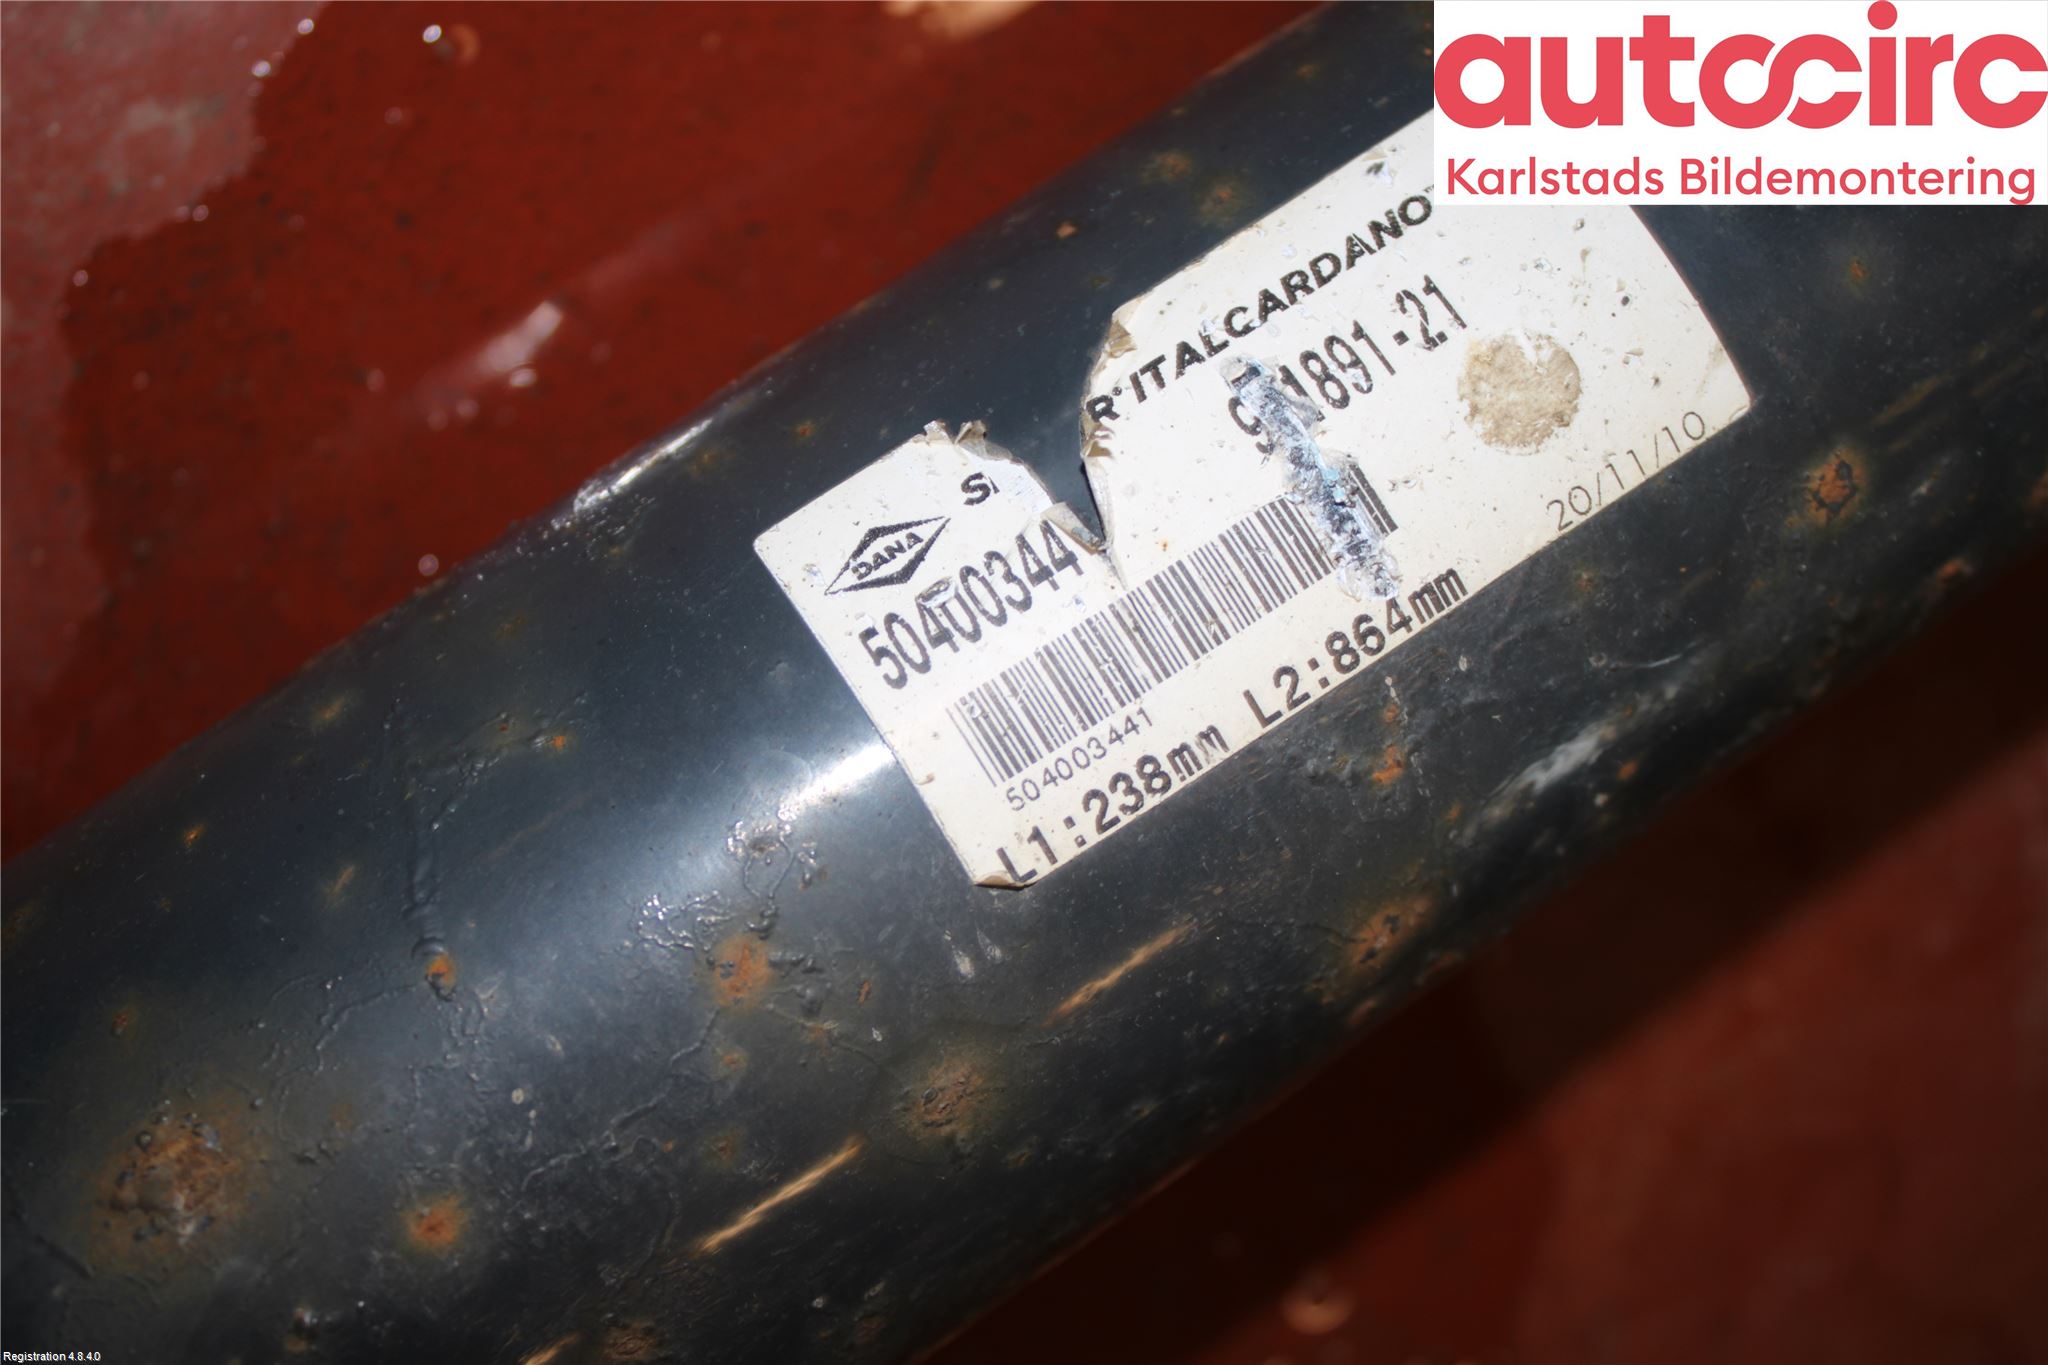 autocirc
Karlstads Bildemontering
R*ITALCARDANO
DANA
50400344
1891-21
504003441
20/11/10
L1:238mm L2:864mm
Registration 4.8.4.0